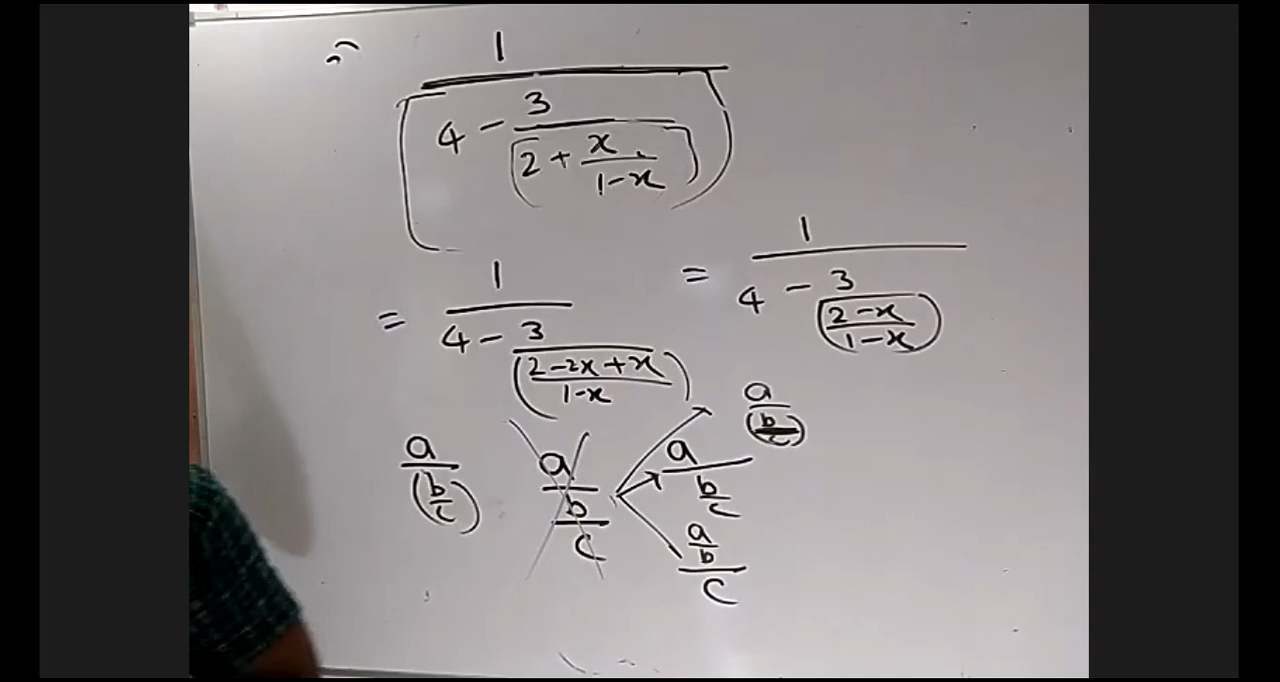 ∴ 1/(4 - 3/(2 + x/(1-x)))
= 1/(4 - 3/((2-2x+x)/(1-x))) = 1/(4 - 3/((2-x)/(1-x)))
a/(b/c) a/b/c a/(b/c)
a/(b/c)
(a/b)/c